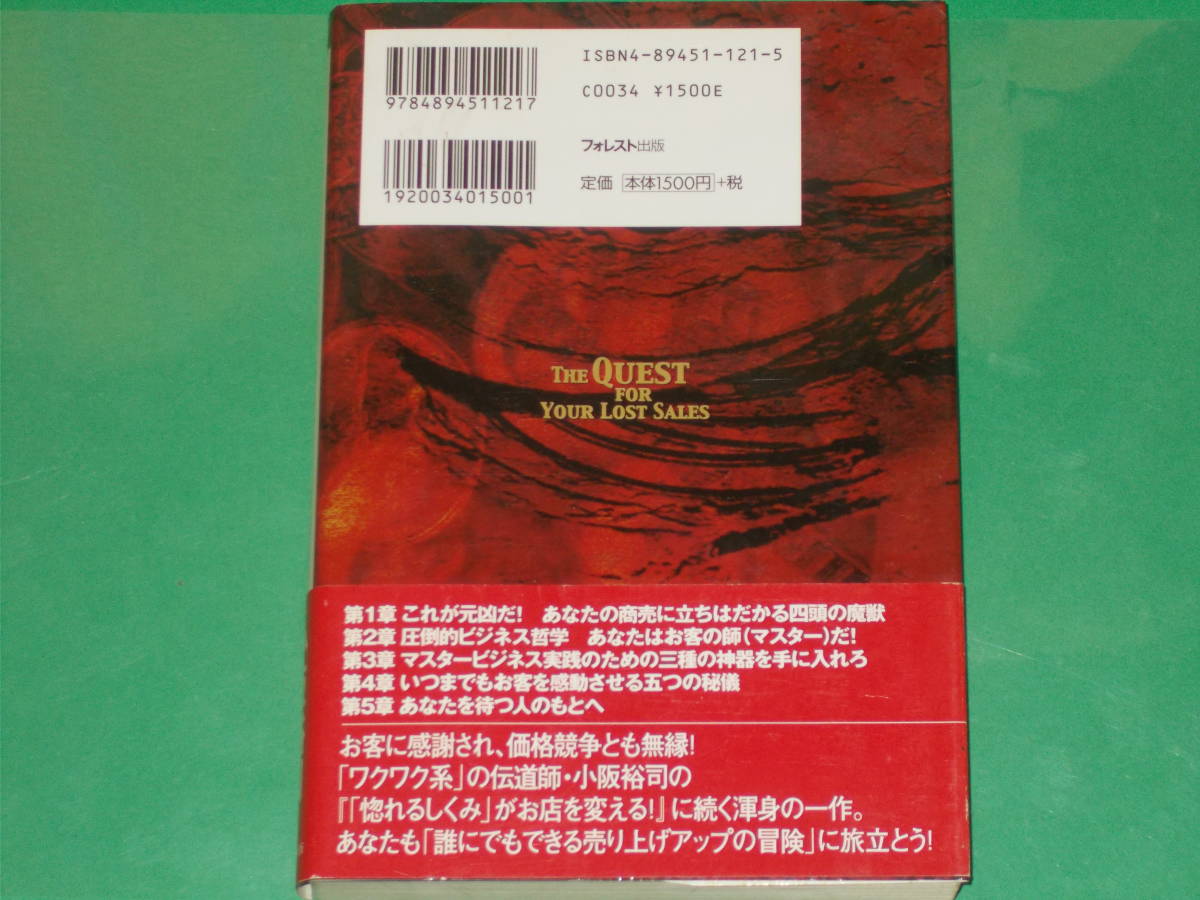 ISBN4-89451-121-5
C0034 ¥1500E
9784894511217
フォレスト出版
定価 本体1500円+税
1920034015001
THE QUEST
FOR
YOUR LOST SALES
第1章 これが元凶だ! あなたの商売に立ちはだかる四頭の魔獣
第2章 圧倒的ビジネス哲学 あなたはお客の師(マスター)だ!
第3章 マスタービジネス実践のための三種の神器を手に入れろ
第4章 いつまでもお客を感動させる五つの秘儀
第5章 あなたを待つ人のもとへ
お客に感謝され、価格競争とも無縁!
「ワクワク系」の伝道師・小阪裕司の
『「惚れるしくみ」がお店を変える!』に続く渾身の一作。
あなたも「誰にでもできる売り上げアップの冒険」に旅立とう!